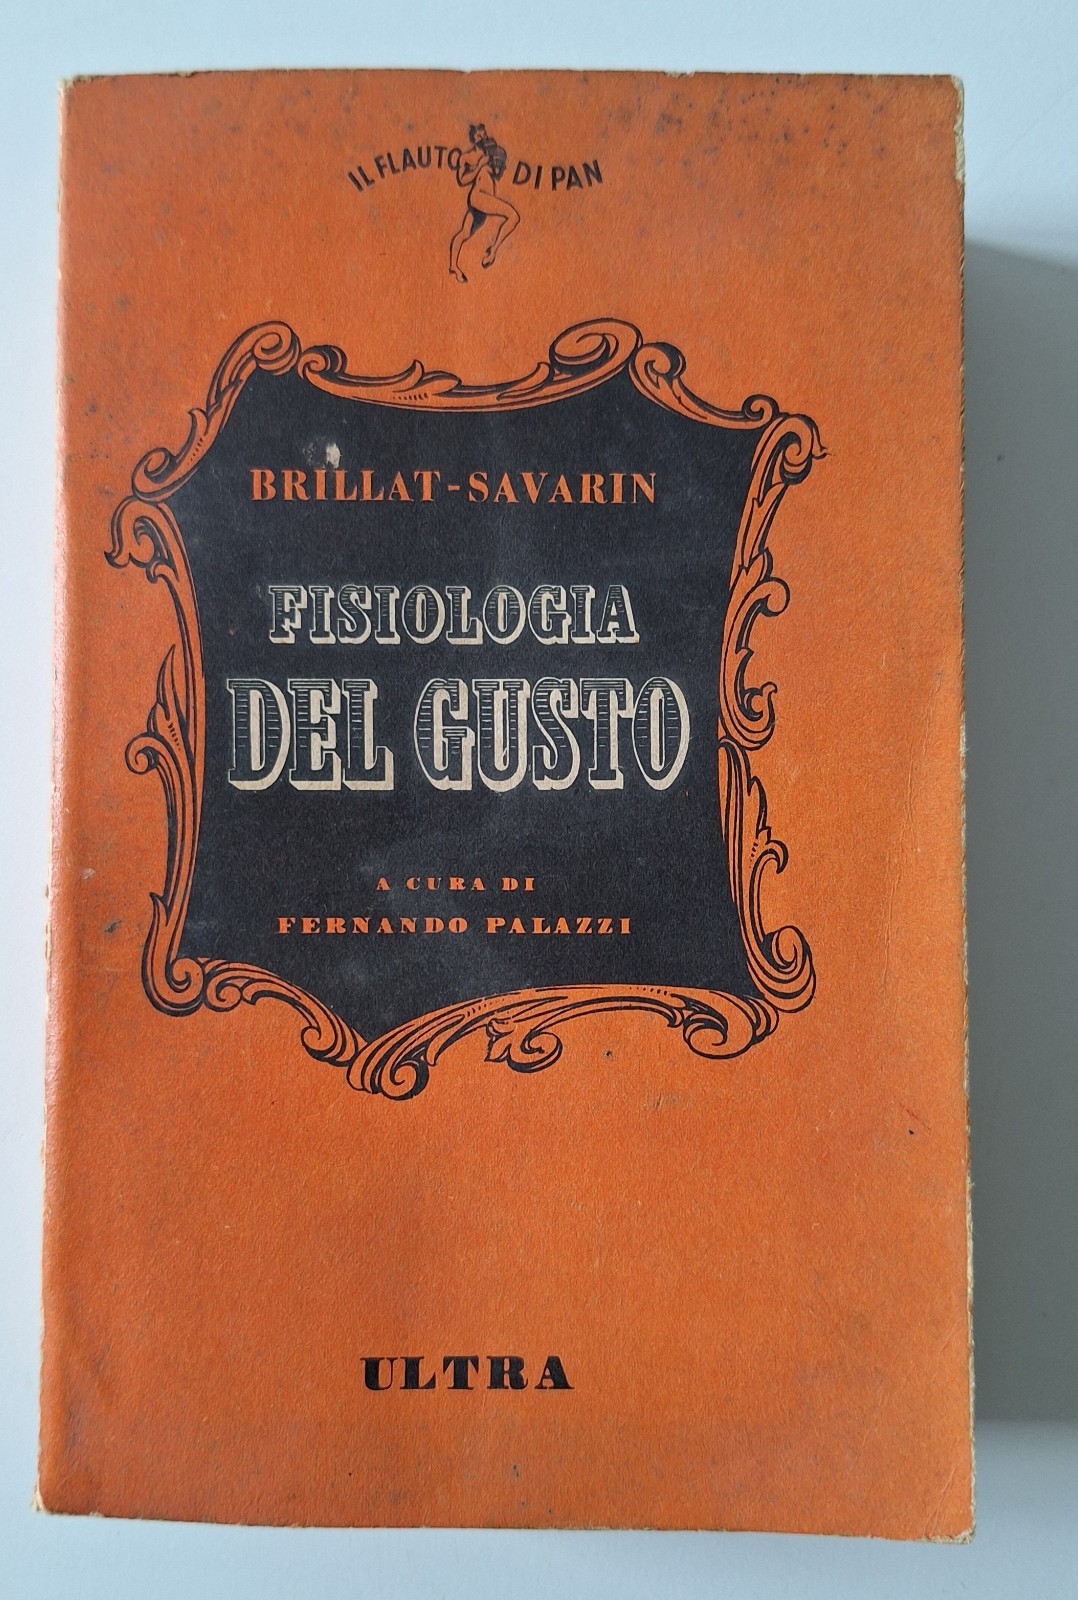 IL FLAUTO DI PAN
BRILLAT-SAVARIN
FISIOLOGIA
DEL GUSTO
A CURA DI
FERNANDO PALAZZI
ULTRA